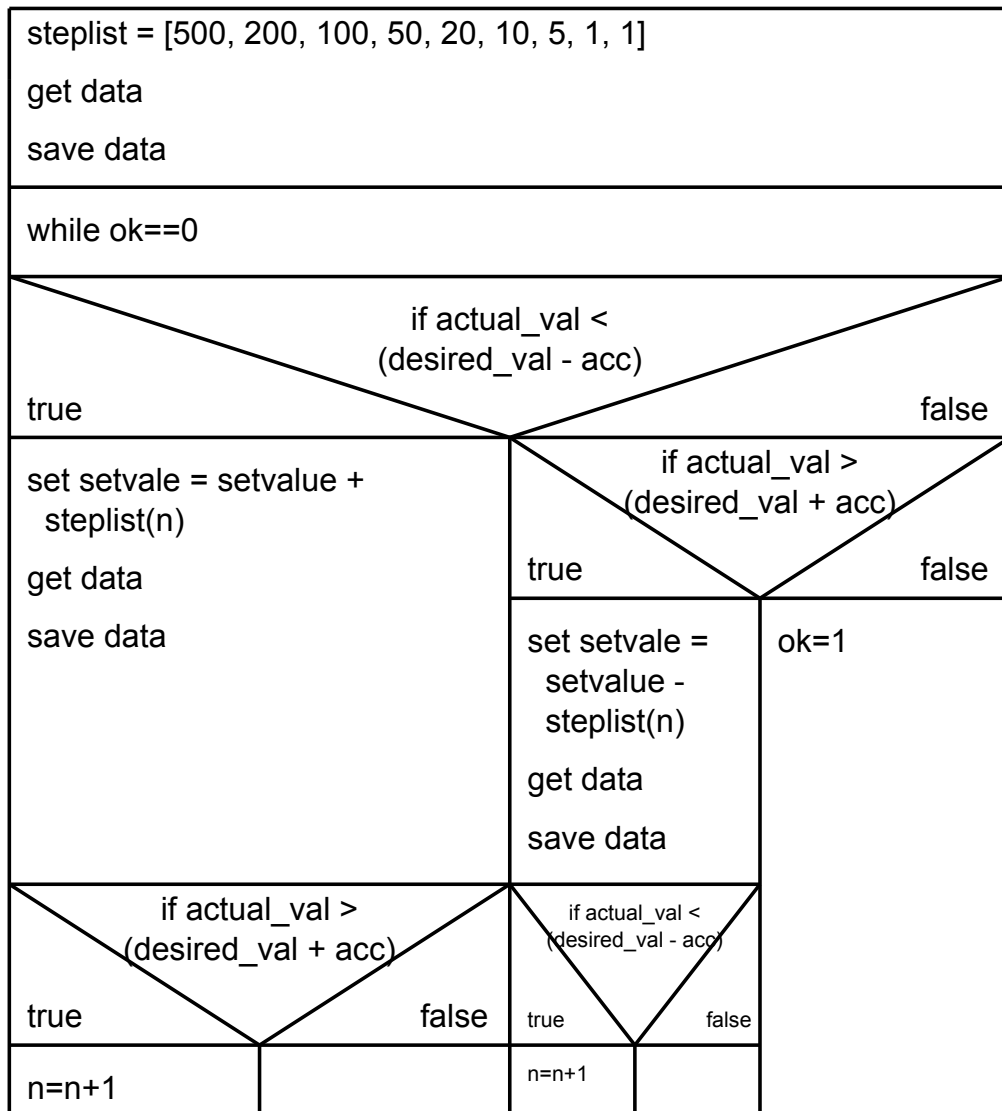 steplist = [500, 200, 100, 50, 20, 10, 5, 1, 1]
get data
save data
while ok==0
if actual_val <
(desired_val - acc)
true
false
set setvale = setvalue +
steplist(n)
get data
save data
if actual_val >
(desired_val + acc)
true
false
set setvale =
setvalue -
steplist(n)
get data
save data
ok=1
if actual_val >
(desired_val + acc)
true
false
n=n+1
if actual_val <
(desired_val - acc)
true
false
n=n+1